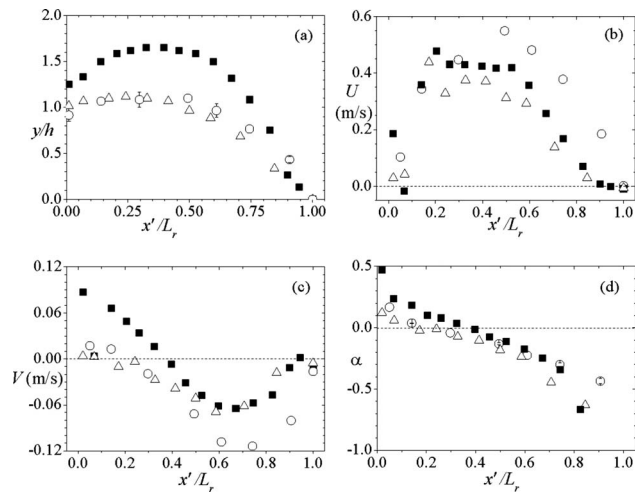 2.0
(a)
1.5
1.0
y/h
0.5
0.0
0.00 0.25 0.50 0.75 1.00
x'/Lr
0.6
(b)
0.4
U
(m/s)
0.2
0.0
0.0 0.2 0.4 0.6 0.8 1.0
x'/Lr
0.12
(c)
0.06
0.00
V (m/s)
-0.06
-0.12
0.0 0.2 0.4 0.6 0.8 1.0
x'/Lr
0.5
(d)
0.0
α
-0.5
-1.0
0.0 0.2 0.4 0.6 0.8 1.0
x'/Lr